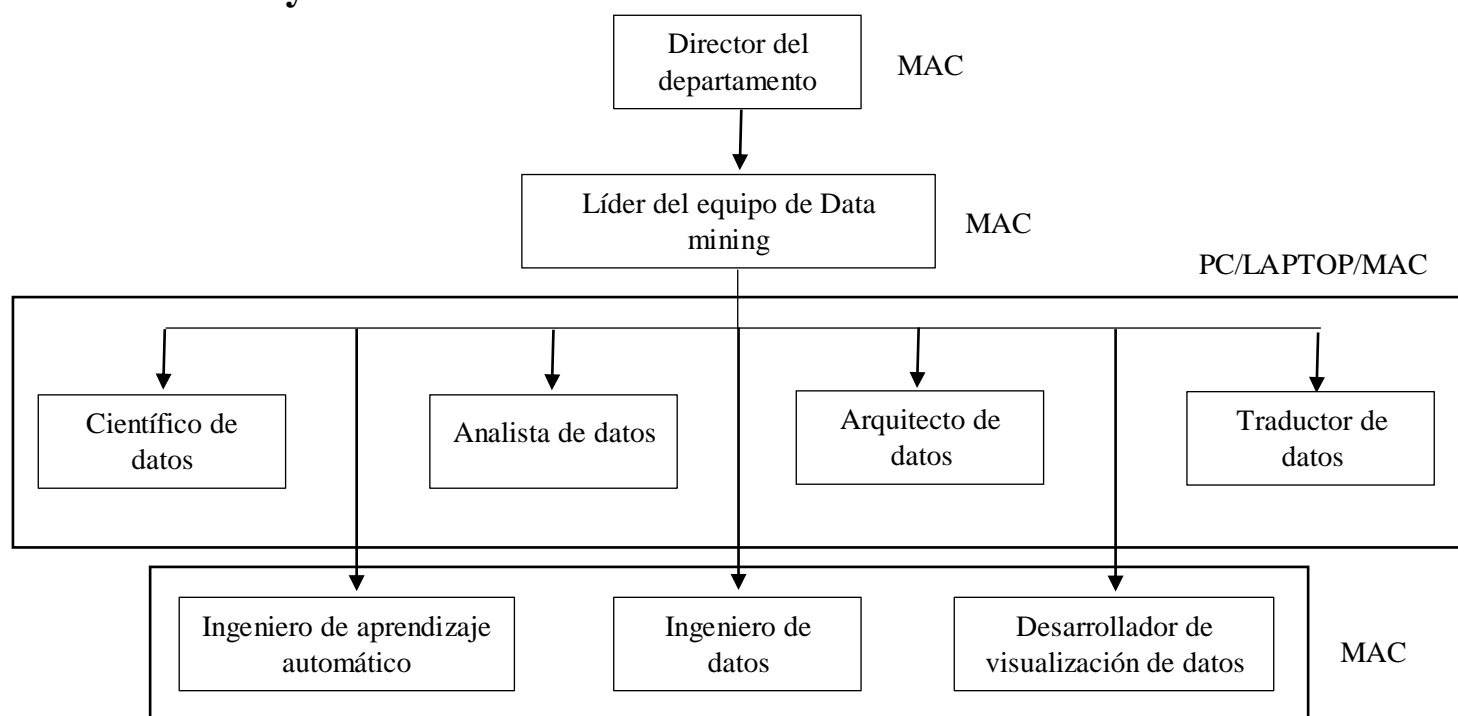 y
Director del
departamento
MAC
Líder del equipo de Data
mining
MAC
PC/LAPTOP/MAC
Científico de
datos
Analista de datos
Arquitecto de
datos
Traductor de
datos
Ingeniero de aprendizaje
automático
Ingeniero de
datos
Desarrollador de
visualización de datos
MAC